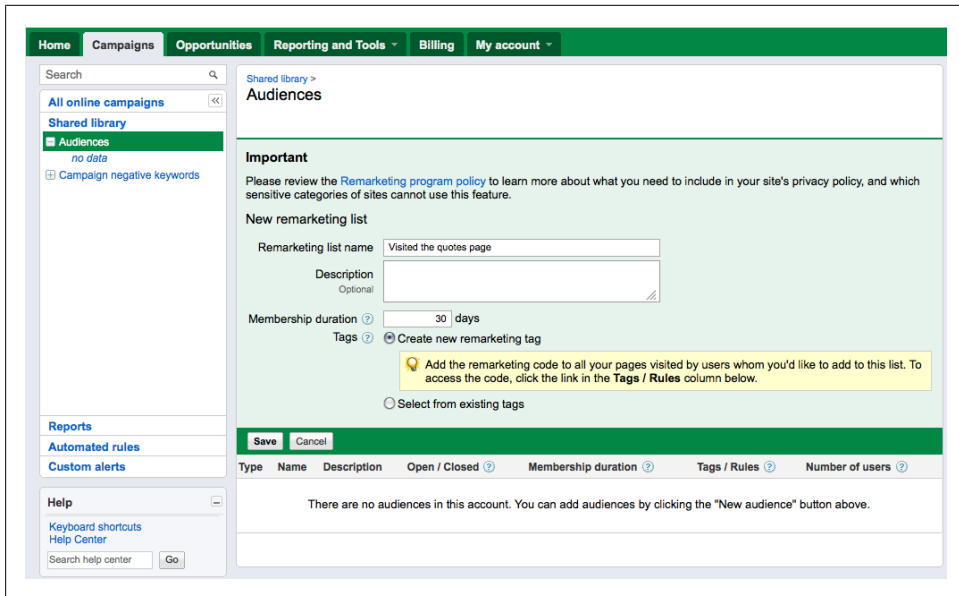 Home Campaigns Opportunities Reporting and Tools Billing My account
Search
All online campaigns
Shared library
Audiences
no data
Campaign negative keywords
Reports
Automated rules
Custom alerts
Help
Keyboard shortcuts
Help Center
Search help center Go
Shared library >
Audiences
Important
Please review the Remarketing program policy to learn more about what you need to include in your site's privacy policy, and which
sensitive categories of sites cannot use this feature.
New remarketing list
Remarketing list name Visited the quotes page
Description
Optional
Membership duration ? 30 days
Tags ? Create new remarketing tag
Add the remarketing code to all your pages visited by users whom you'd like to add to this list. To
access the code, click the link in the Tags / Rules column below.
Select from existing tags
Save Cancel
Type Name Description Open / Closed ? Membership duration ? Tags / Rules ? Number of users ?
There are no audiences in this account. You can add audiences by clicking the "New audience" button above.